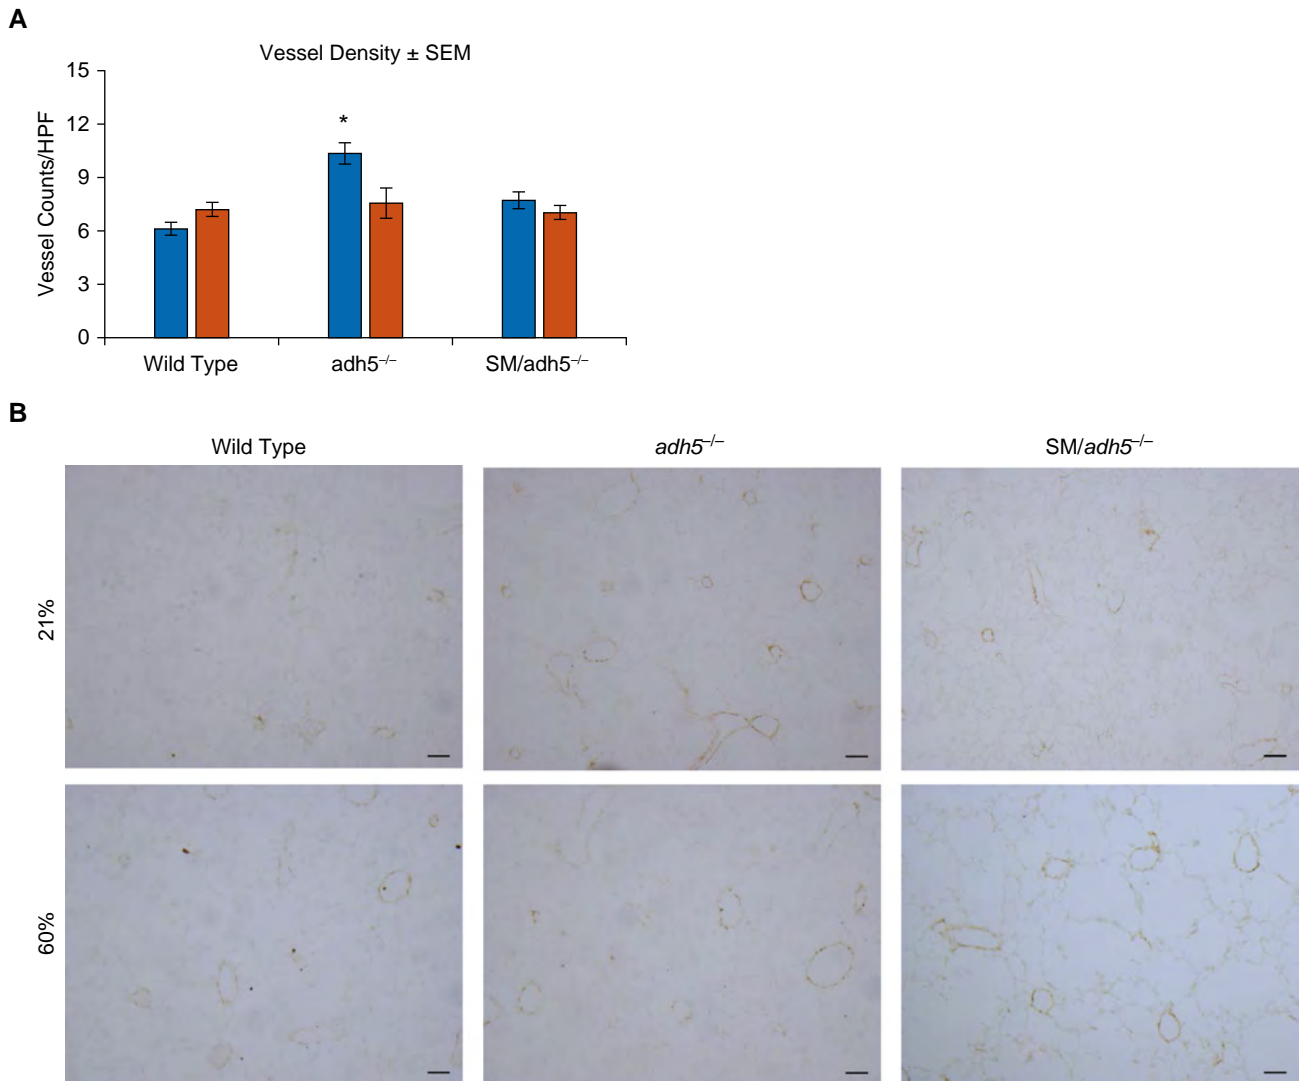 A
Vessel Density ± SEM
15
12
9
6
3
0
Vessel Counts/HPF
*
Wild Type adh5–/– SM/adh5–/–
B
Wild Type adh5–/– SM/adh5–/–
21%
60%